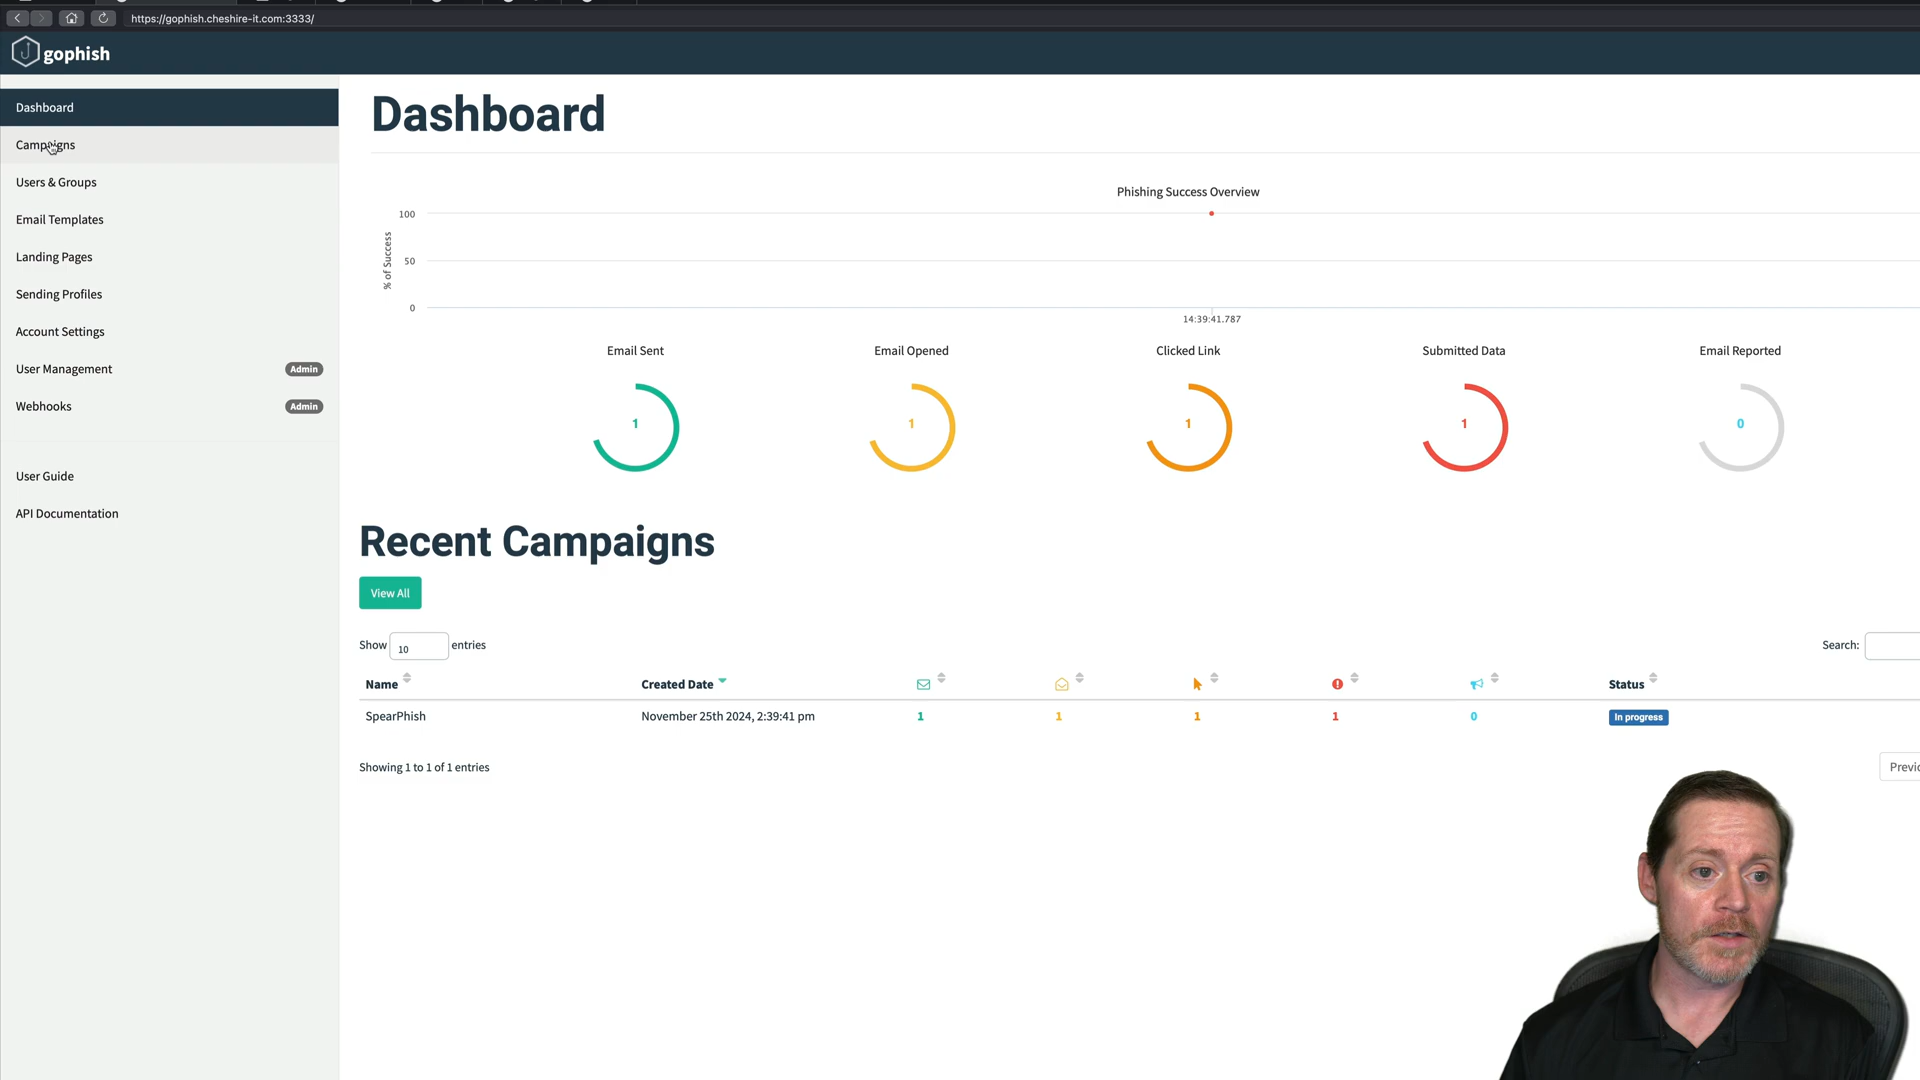 https://gophish.cheshire-it.com:3333/
gophish
Dashboard
Campaigns
Users & Groups
Email Templates
Landing Pages
Sending Profiles
Account Settings
User Management Admin
Webhooks Admin
User Guide
API Documentation
Dashboard
Phishing Success Overview
% of Success
100
50
0
14:39:41.787
Email Sent Email Opened Clicked Link Submitted Data Email Reported
1 1 1 1 0
Recent Campaigns
View All
Show 10 entries Search:
Name Created Date Status
SpearPhish November 25th 2024, 2:39:41 pm 1 1 1 1 0 In progress
Showing 1 to 1 of 1 entries
Previo